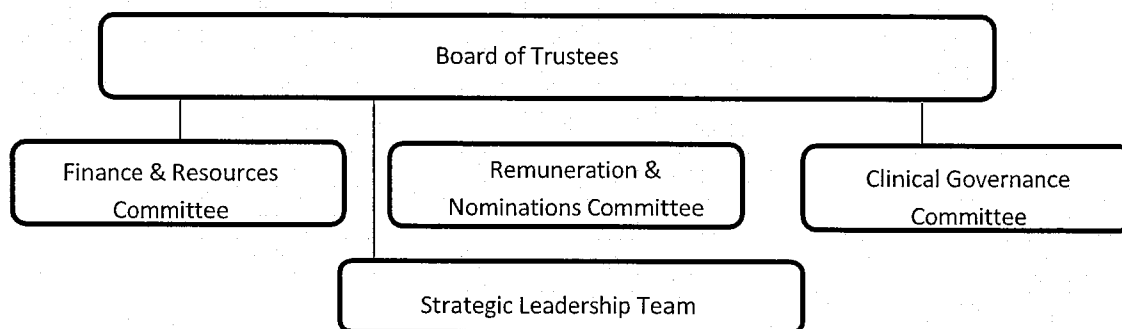 Board of Trustees
Finance & Resources
Committee
Remuneration &
Nominations Committee
Clinical Governance
Committee
Strategic Leadership Team